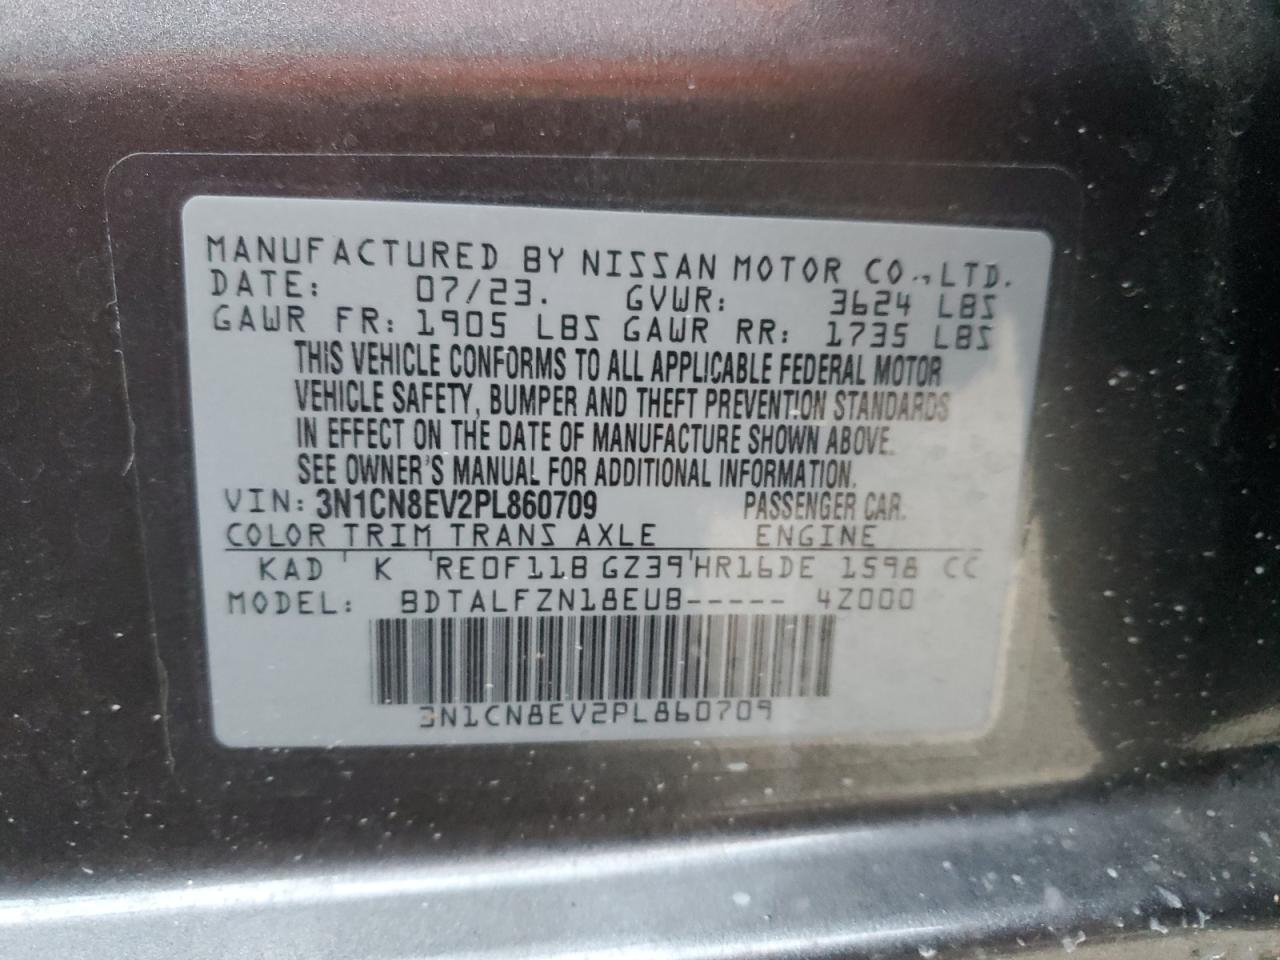 MANUFACTURED BY NISSAN MOTOR CO.,LTD.
DATE: 07/23. GVWR: 3624 LBS
GAWR FR: 1905 LBS GAWR RR: 1735 LBS
THIS VEHICLE CONFORMS TO ALL APPLICABLE FEDERAL MOTOR
VEHICLE SAFETY, BUMPER AND THEFT PREVENTION STANDARDS
IN EFFECT ON THE DATE OF MANUFACTURE SHOWN ABOVE.
SEE OWNER'S MANUAL FOR ADDITIONAL INFORMATION.
VIN: 3N1CN8EV2PL860709 PASSENGER CAR.
COLOR TRIM TRANS AXLE ENGINE
KAD K RE0F11B GZ39 HR16DE 1598 CC
MODEL: BDTALFZN18EUB----- 4Z000
3N1CN8EV2PL860709